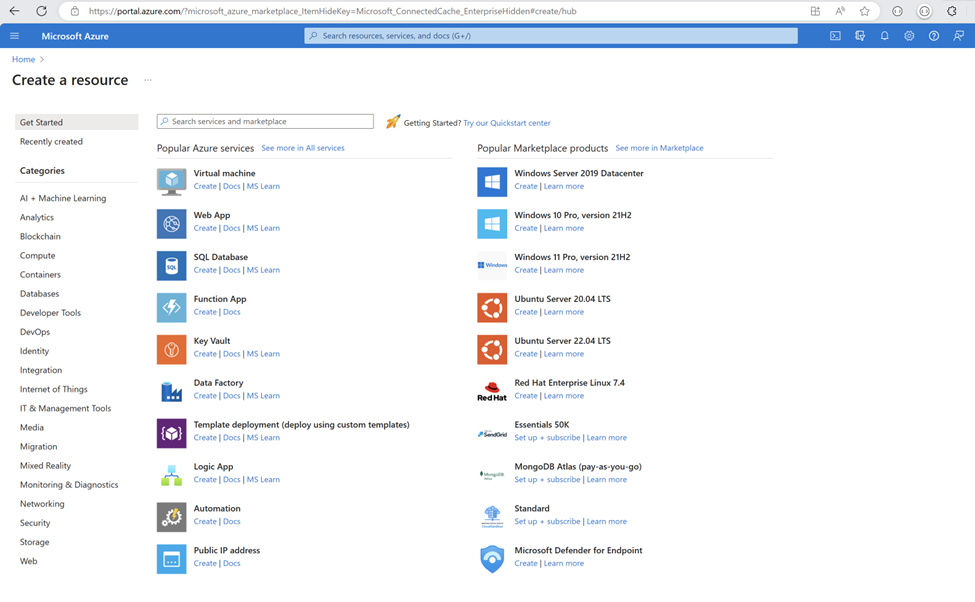 https://portal.azure.com/?microsoft_azure_marketplace_ItemHideKey=Microsoft_ConnectedCache_EnterpriseHidden#create/hub
Microsoft Azure
Search resources, services, and docs (G+/)
Home >
Create a resource ...
Get Started
Recently created
Categories
AI + Machine Learning
Analytics
Blockchain
Compute
Containers
Databases
Developer Tools
DevOps
Identity
Integration
Internet of Things
IT & Management Tools
Media
Migration
Mixed Reality
Monitoring & Diagnostics
Networking
Security
Storage
Web
Search services and marketplace
Getting Started? Try our Quickstart center
Popular Azure services See more in All services
Virtual machine
Create | Docs | MS Learn
Web App
Create | Docs | MS Learn
SQL
SQL Database
Create | Docs | MS Learn
Function App
Create | Docs
Key Vault
Create | Docs | MS Learn
Data Factory
Create | Docs | MS Learn
Template deployment (deploy using custom templates)
Create | Docs | MS Learn
Logic App
Create | Docs | MS Learn
Automation
Create | Docs
Public IP address
Create | Docs
Popular Marketplace products See more in Marketplace
Windows Server 2019 Datacenter
Create | Learn more
Windows 10 Pro, version 21H2
Create | Learn more
Windows
Windows 11 Pro, version 21H2
Create | Learn more
Ubuntu Server 20.04 LTS
Create | Learn more
Ubuntu Server 22.04 LTS
Create | Learn more
Red Hat
Red Hat Enterprise Linux 7.4
Create | Learn more
SendGrid
Essentials 50K
Set up + subscribe | Learn more
MongoDB
MongoDB Atlas (pay-as-you-go)
Set up + subscribe | Learn more
Standard
Set up + subscribe | Learn more
Microsoft Defender for Endpoint
Create | Learn more